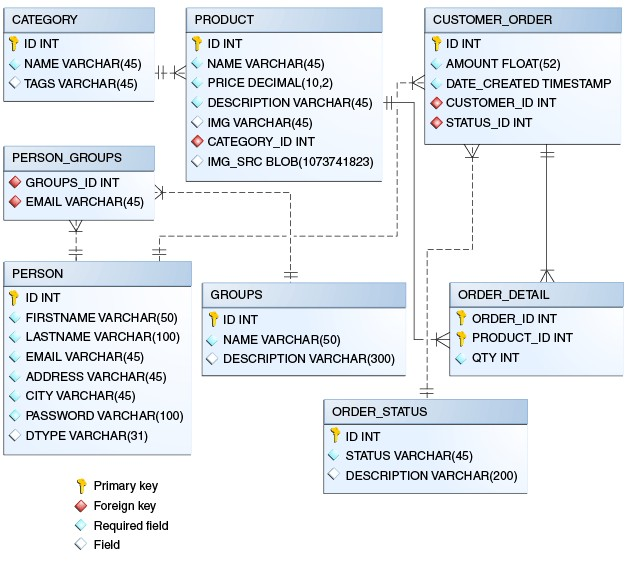 CATEGORY
ID INT
NAME VARCHAR(45)
TAGS VARCHAR(45)
PRODUCT
ID INT
NAME VARCHAR(45)
PRICE DECIMAL(10,2)
DESCRIPTION VARCHAR(45)
IMG VARCHAR(45)
CATEGORY_ID INT
IMG_SRC BLOB(1073741823)
CUSTOMER_ORDER
ID INT
AMOUNT FLOAT(52)
DATE_CREATED TIMESTAMP
CUSTOMER_ID INT
STATUS_ID INT
PERSON_GROUPS
GROUPS_ID INT
EMAIL VARCHAR(45)
PERSON
ID INT
FIRSTNAME VARCHAR(50)
LASTNAME VARCHAR(100)
EMAIL VARCHAR(45)
ADDRESS VARCHAR(45)
CITY VARCHAR(45)
PASSWORD VARCHAR(100)
DTYPE VARCHAR(31)
GROUPS
ID INT
NAME VARCHAR(50)
DESCRIPTION VARCHAR(300)
ORDER_DETAIL
ORDER_ID INT
PRODUCT_ID INT
QTY INT
ORDER_STATUS
ID INT
STATUS VARCHAR(45)
DESCRIPTION VARCHAR(200)
Primary key
Foreign key
Required field
Field